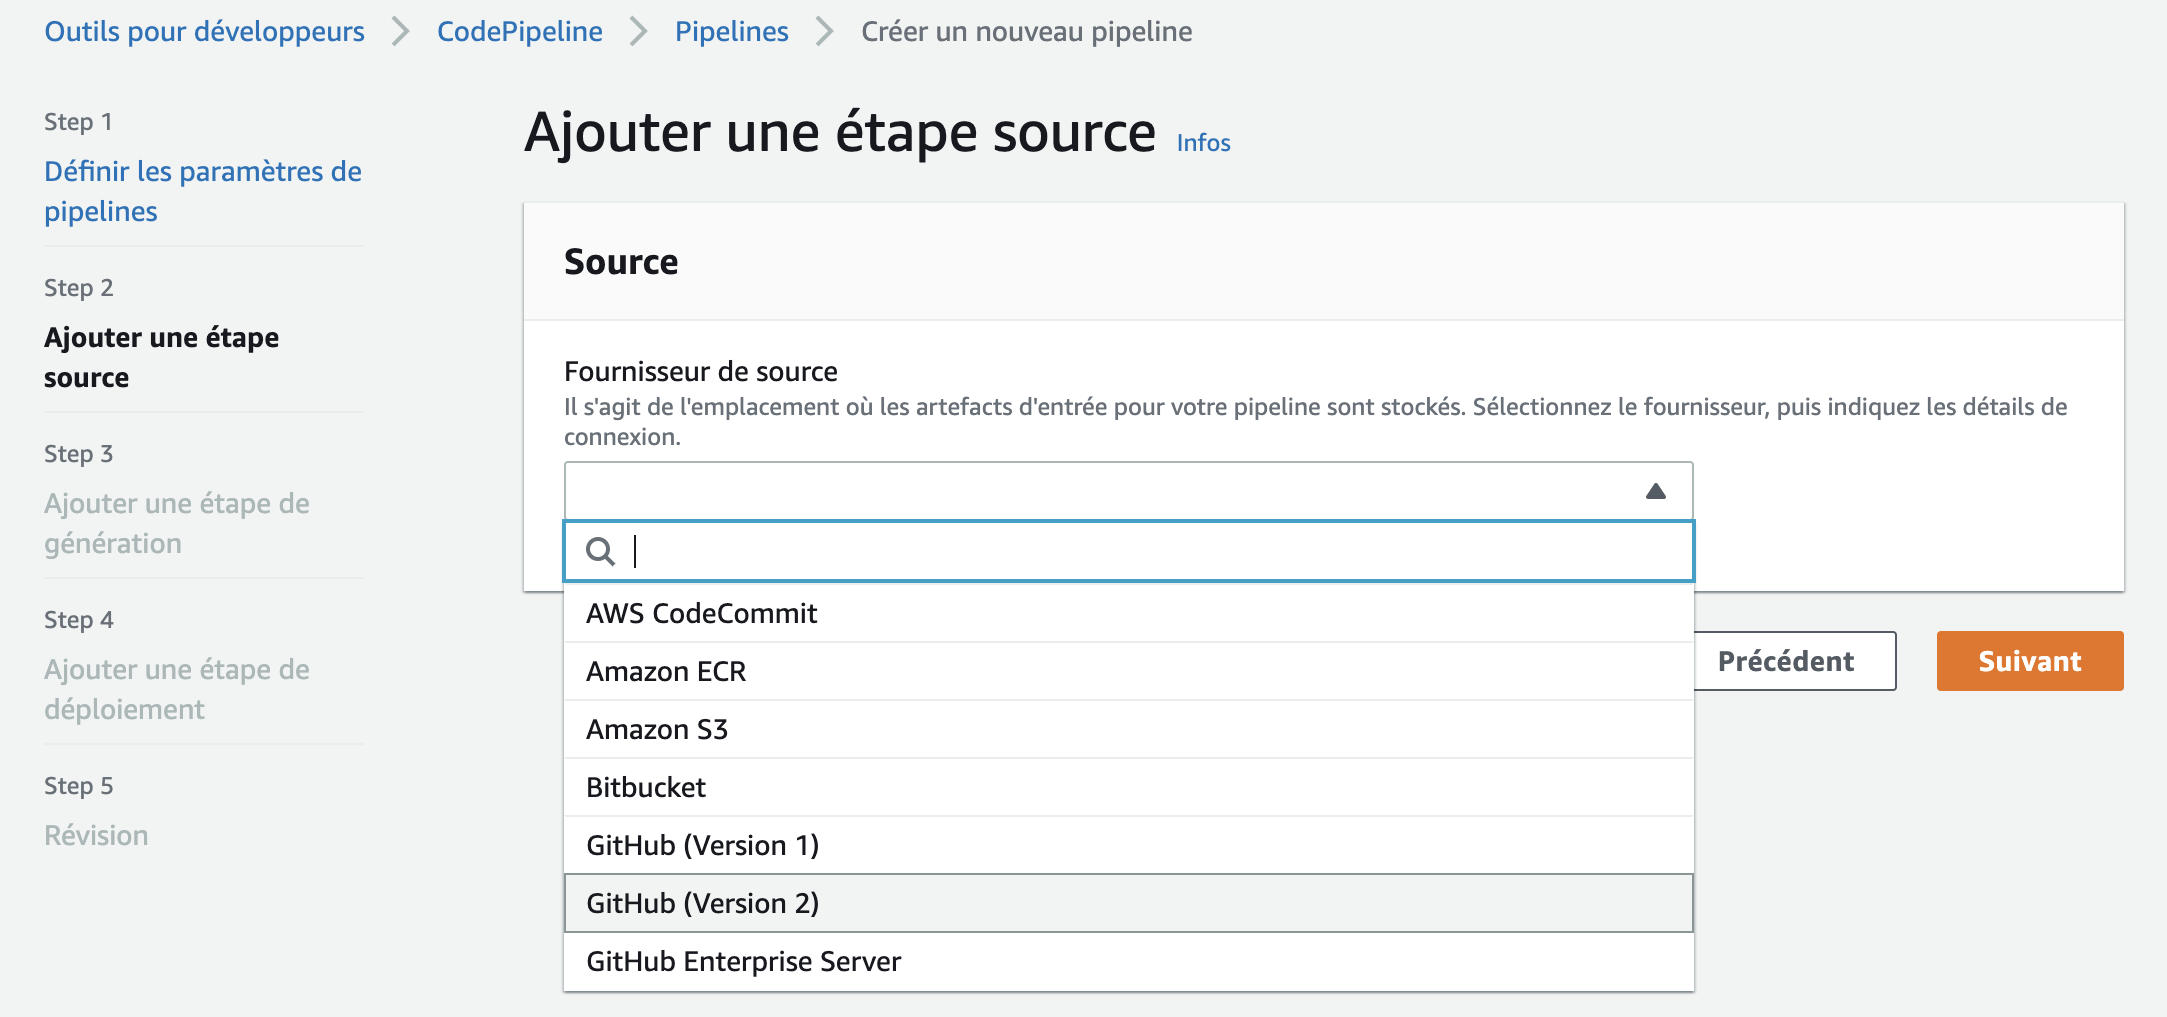 Outils pour développeurs
CodePipeline
Pipelines
Créer un nouveau pipeline
Step 1
Définir les paramètres de
pipelines
Step 2
Ajouter une étape
source
Step 3
Ajouter une étape de
génération
Step 4
Ajouter une étape de
déploiement
Step 5
Révision
Ajouter une étape source Infos
Source
Fournisseur de source
Il s'agit de l'emplacement où les artefacts d'entrée pour votre pipeline sont stockés. Sélectionnez le fournisseur, puis indiquez les détails de
connexion.
AWS CodeCommit
Amazon ECR
Amazon S3
Bitbucket
GitHub (Version 1)
GitHub (Version 2)
GitHub Enterprise Server
Précédent
Suivant